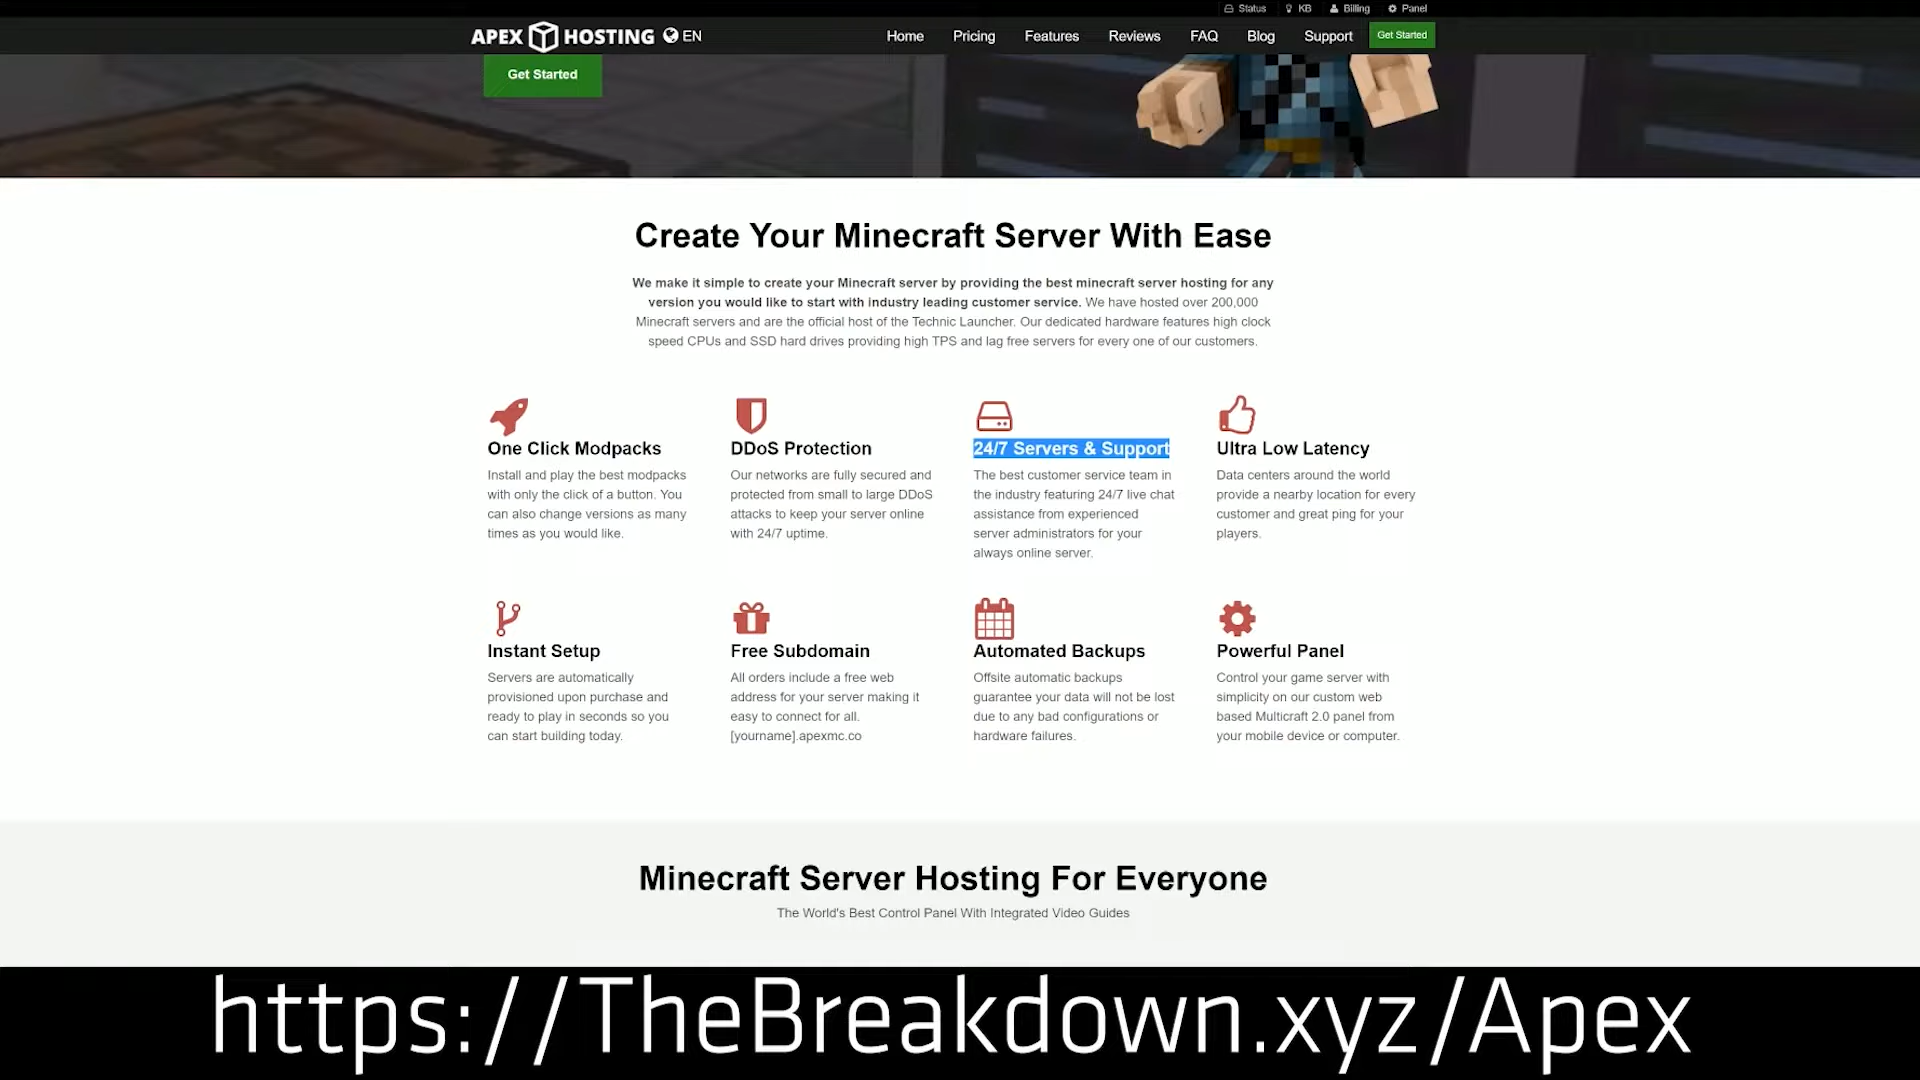 Status KB Billing Panel
APEX HOSTING EN Home Pricing Features Reviews FAQ Blog Support Get Started
Get Started
Create Your Minecraft Server With Ease
We make it simple to create your Minecraft server by providing the best minecraft server hosting for any
version you would like to start with industry leading customer service. We have hosted over 200,000
Minecraft servers and are the official host of the Technic Launcher. Our dedicated hardware features high clock
speed CPUs and SSD hard drives providing high TPS and lag free servers for every one of our customers.
One Click Modpacks
Install and play the best modpacks
with only the click of a button. You
can also change versions as many
times as you would like.
DDoS Protection
Our networks are fully secured and
protected from small to large DDoS
attacks to keep your server online
with 24/7 uptime.
24/7 Servers & Support
The best customer service team in
the industry featuring 24/7 live chat
assistance from experienced
server administrators for your
always online server.
Ultra Low Latency
Data centers around the world
provide a nearby location for every
customer and great ping for your
players.
Instant Setup
Servers are automatically
provisioned upon purchase and
ready to play in seconds so you
can start building today.
Free Subdomain
All orders include a free web
address for your server making it
easy to connect for all.
[yourname].apexmc.co
Automated Backups
Offsite automatic backups
guarantee your data will not be lost
due to any bad configurations or
hardware failures.
Powerful Panel
Control your game server with
simplicity on our custom web
based Multicraft 2.0 panel from
your mobile device or computer.
Minecraft Server Hosting For Everyone
The World's Best Control Panel With Integrated Video Guides
https://TheBreakdown.xyz/Apex